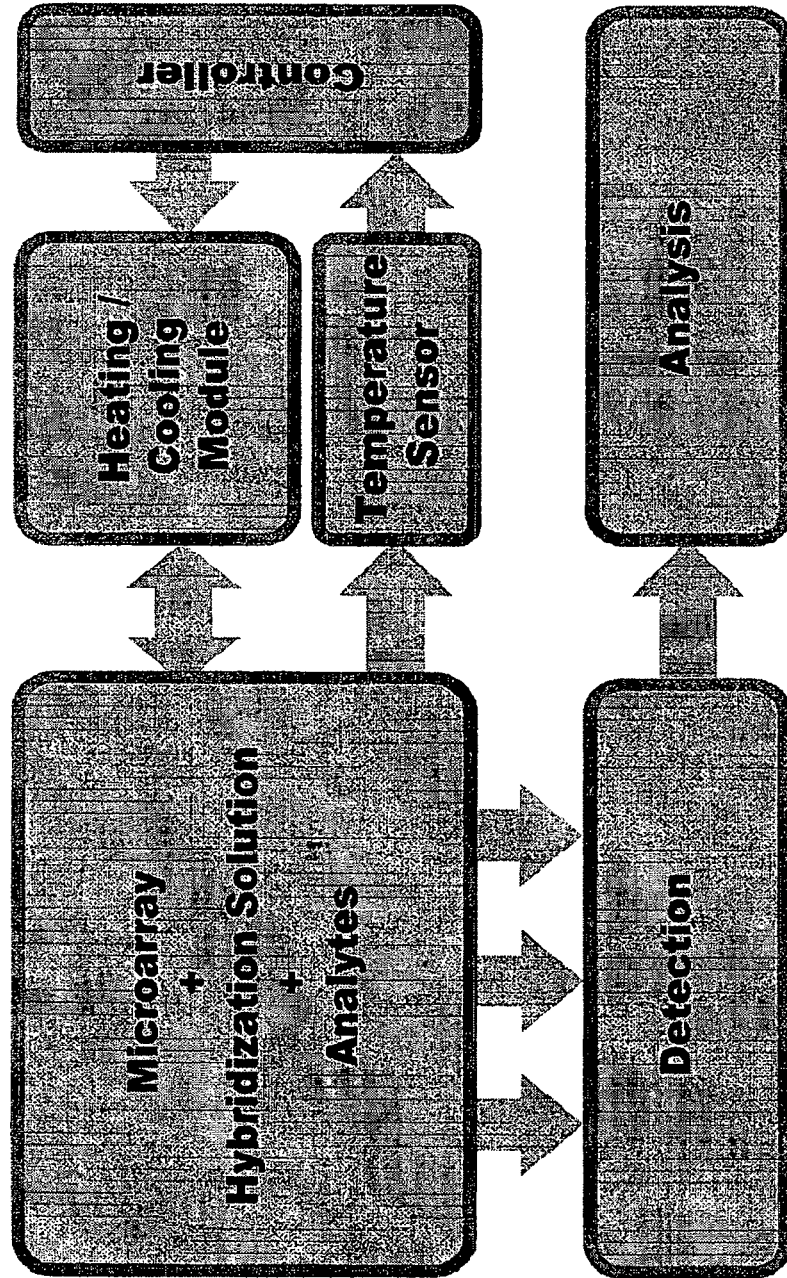 Microarray
+
Hybridization Solution
+
Analytes
Heating /
Cooling
Module
Temperature
Sensor
Controller
Detection
Analysis